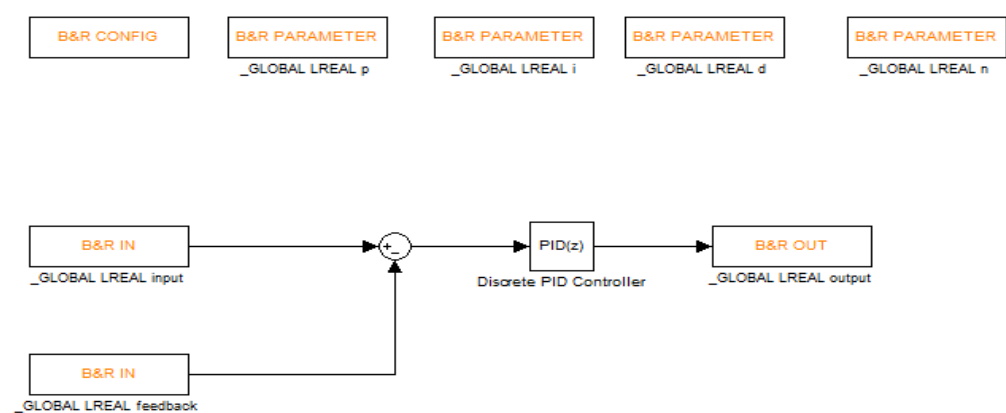 B&R CONFIG
B&R PARAMETER
_GLOBAL LREAL p
B&R PARAMETER
_GLOBAL LREAL i
B&R PARAMETER
_GLOBAL LREAL d
B&R PARAMETER
_GLOBAL LREAL n
B&R IN
_GLOBAL LREAL input
+_
PID(z)
Discrete PID Controller
B&R OUT
_GLOBAL LREAL output
B&R IN
_GLOBAL LREAL feedback